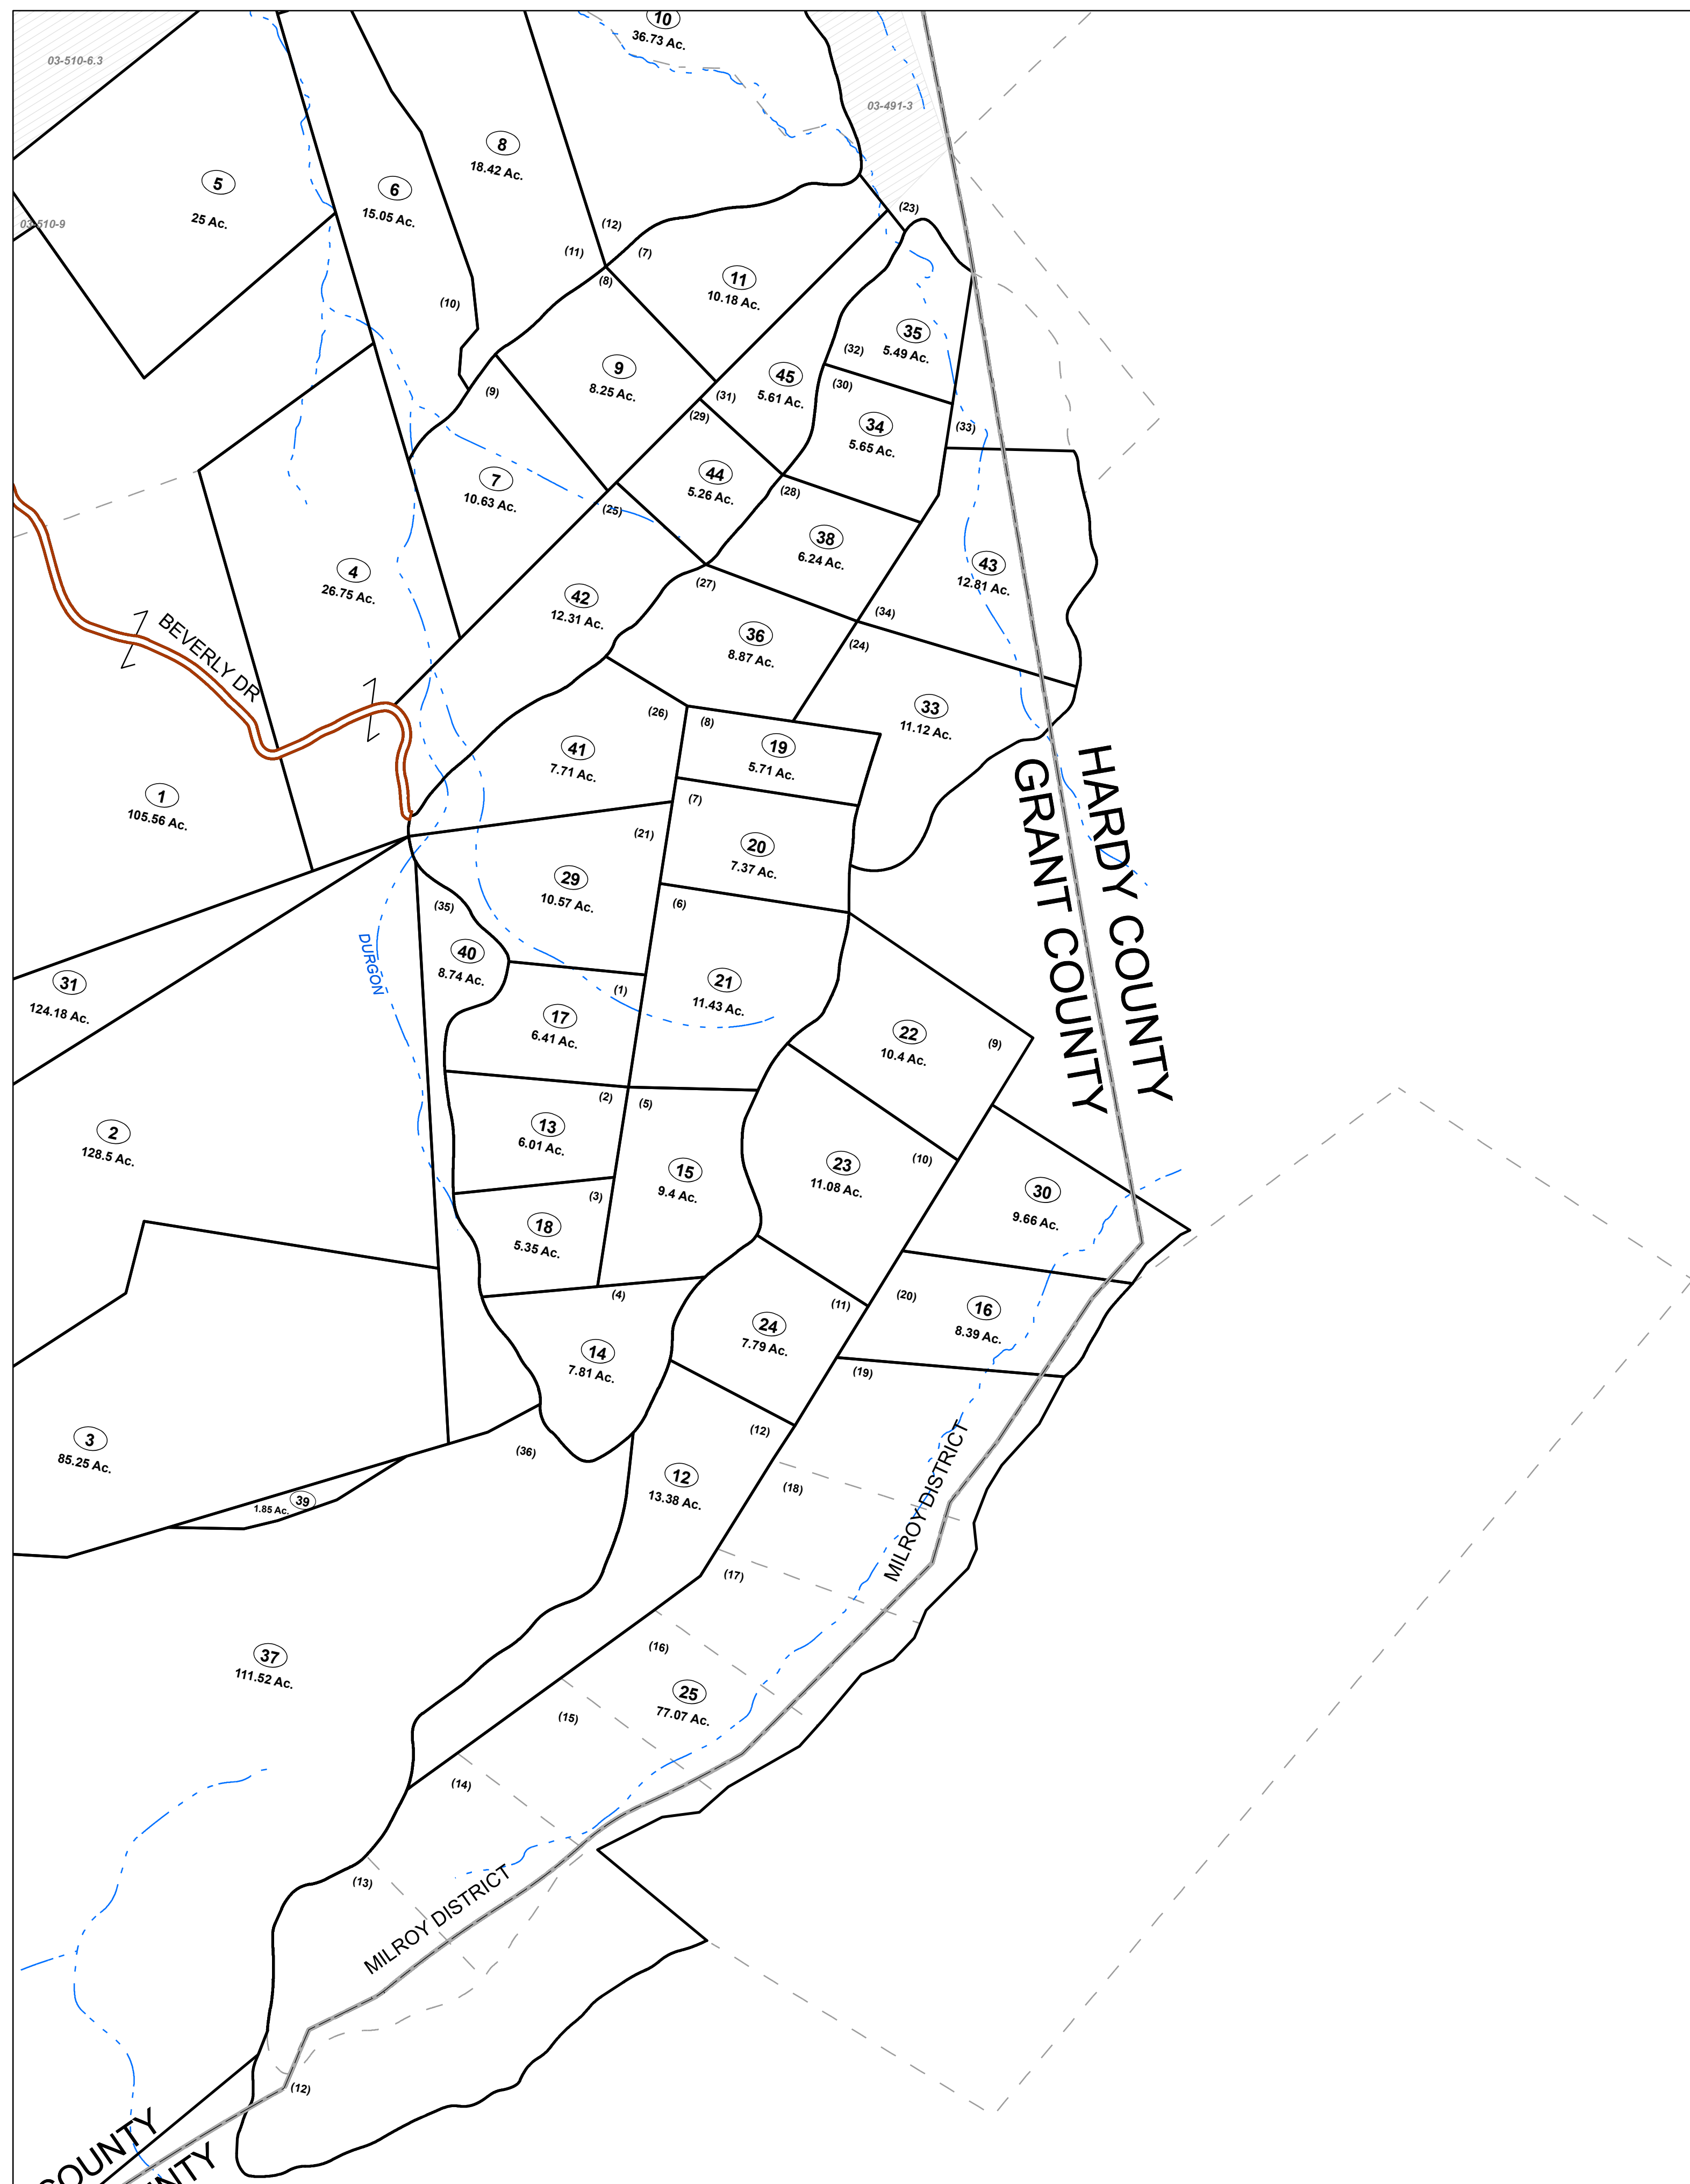 10
36.73 Ac.
03-510-6.3
03-491-3
8
18.42 Ac.
5
25 Ac.
6
15.05 Ac.
03-510-9
(23)
(12)
(11)
(7)
(8)
11
10.18 Ac.
(10)
35
5.49 Ac.
(32)
9
8.25 Ac.
45
5.61 Ac.
(30)
(9)
(31)
(29)
34
5.65 Ac.
(33)
7
10.63 Ac.
44
5.26 Ac.
(28)
(25)
38
6.24 Ac.
43
12.81 Ac.
4
26.75 Ac.
(27)
42
12.31 Ac.
(34)
36
8.87 Ac.
(24)
BEVERLY DR
33
11.12 Ac.
(26)
(8)
41
7.71 Ac.
19
5.71 Ac.
HARDY COUNTY
GRANT COUNTY
1
105.56 Ac.
(7)
(21)
20
7.37 Ac.
29
10.57 Ac.
(6)
(35)
DURGON
40
8.74 Ac.
31
124.18 Ac.
(1)
21
11.43 Ac.
17
6.41 Ac.
22
10.4 Ac.
(9)
(2)
(5)
2
128.5 Ac.
13
6.01 Ac.
23
11.08 Ac.
(10)
15
9.4 Ac.
(3)
30
9.66 Ac.
18
5.35 Ac.
(4)
(11)
(20)
16
8.39 Ac.
24
7.79 Ac.
14
7.81 Ac.
(19)
3
85.25 Ac.
(36)
(12)
12
13.38 Ac.
39
1.85 Ac.
(18)
MILROY DISTRICT
(17)
37
111.52 Ac.
(16)
25
77.07 Ac.
(15)
(14)
(13)
MILROY DISTRICT
(12)
COUNTY